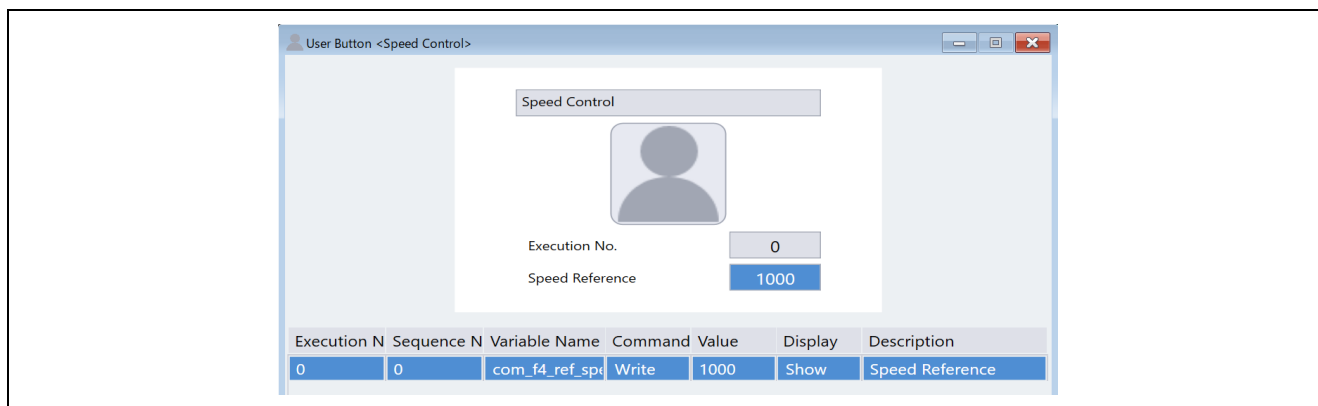 User Button <Speed Control>
Speed Control
Execution No. 0
Speed Reference 1000
Execution N Sequence N Variable Name Command Value Display Description
0 0 com_f4_ref_spe Write 1000 Show Speed Reference